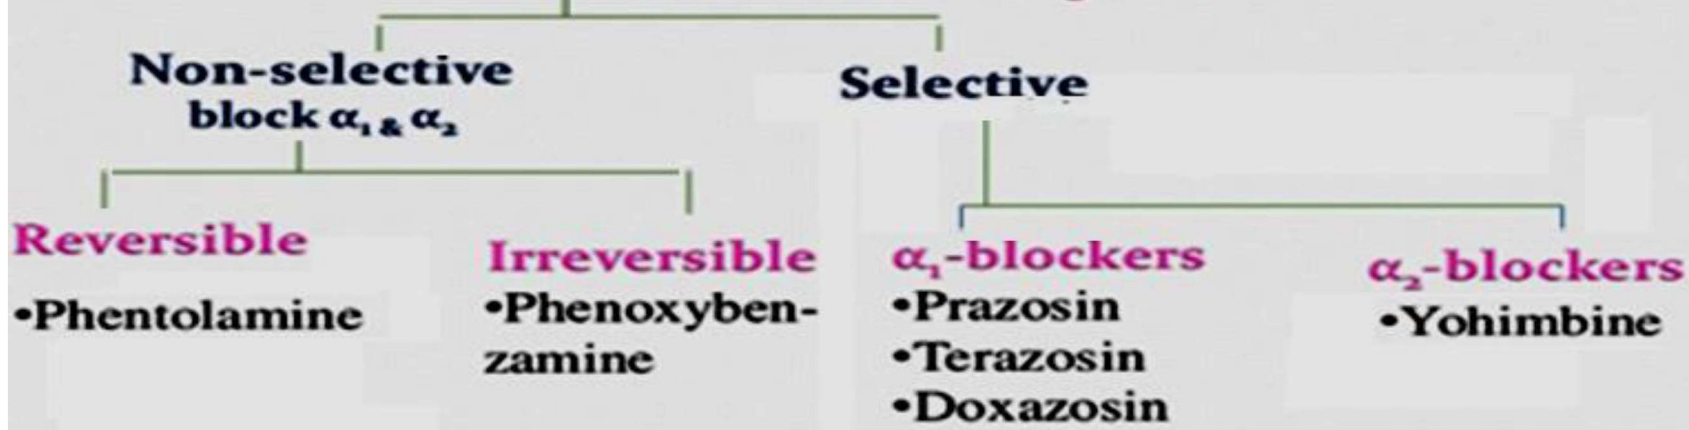 Non-selective
block α₁ & α₂
Selective
Reversible
•Phentolamine
Irreversible
•Phenoxyben-
zamine
α₁-blockers
•Prazosin
•Terazosin
•Doxazosin
α₂-blockers
•Yohimbine